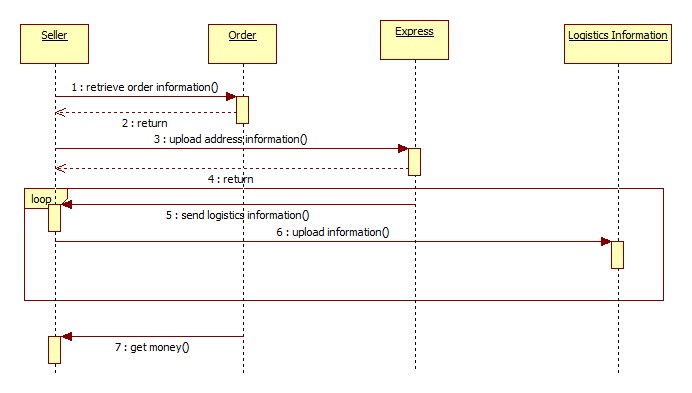 Seller
Order
Express
Logistics Information
1 : retrieve order information()
2 : return
3 : upload address information()
4 : return
loop
5 : send logistics information()
6 : upload information()
7 : get money()